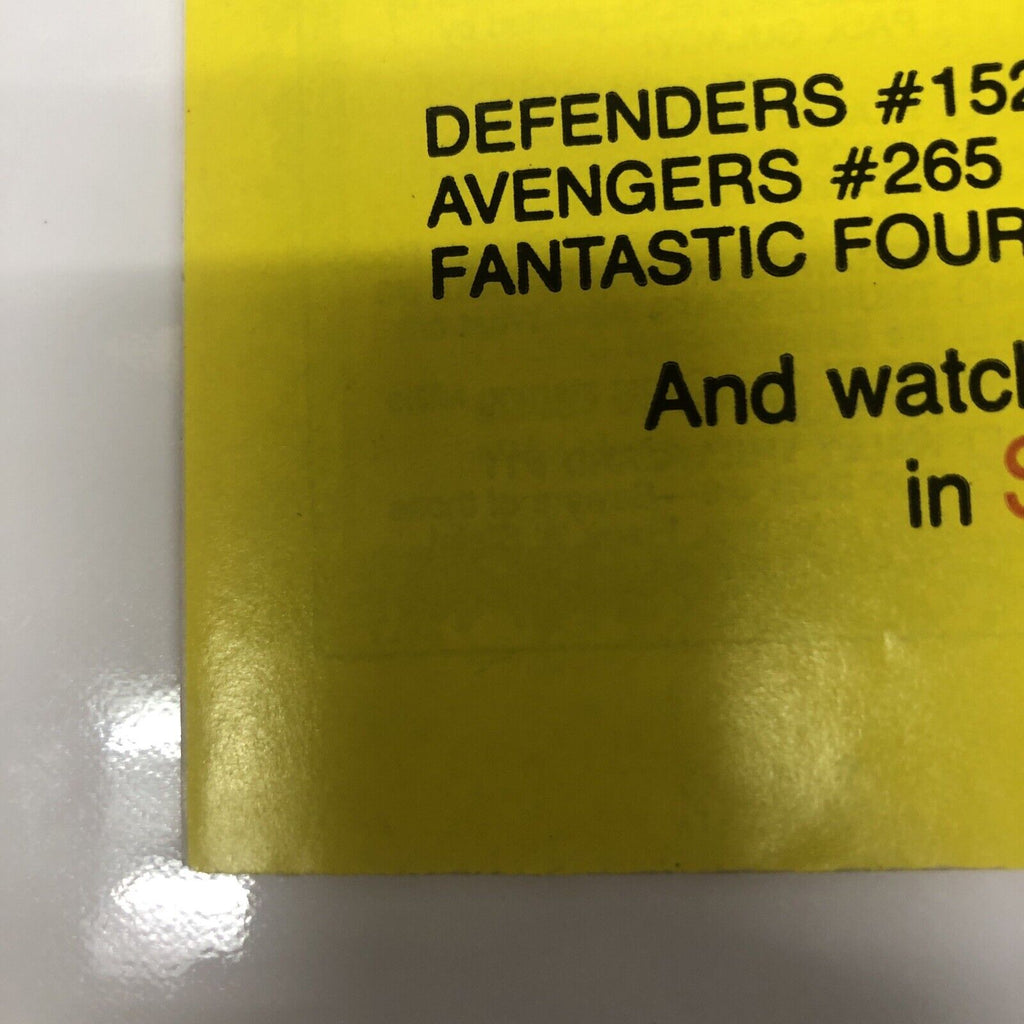 DEFENDERS #152
AVENGERS #265
FANTASTIC FOUR
And watch
in S